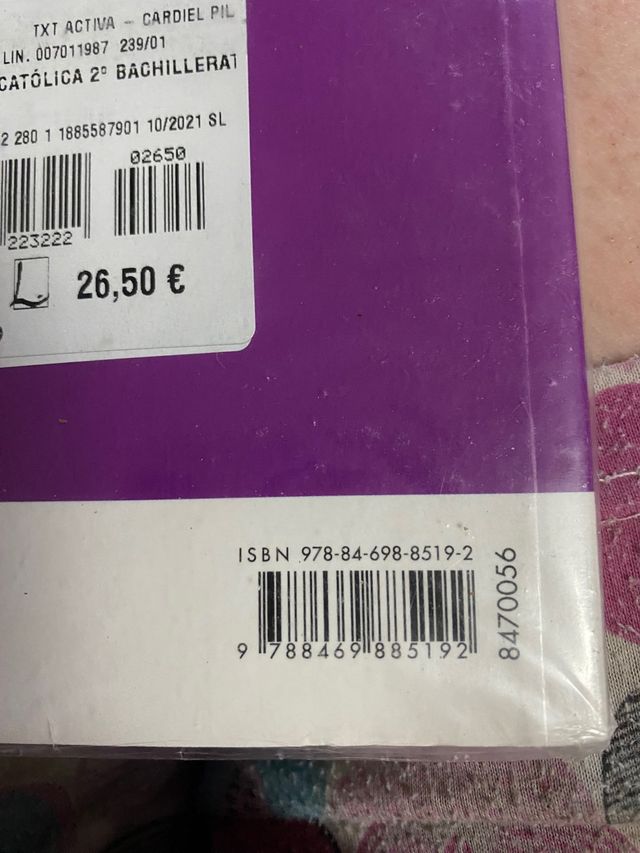 TXT ACTIVA - CARDIEL PIL
LIN. 007011987 239/01
CATÓLICA 2º BACHILLERAT
2 280 1 1885587901 10/2021 SL
02650
223222
26,50 €
ISBN 978-84-698-8519-2
9 788469 885192
8470056